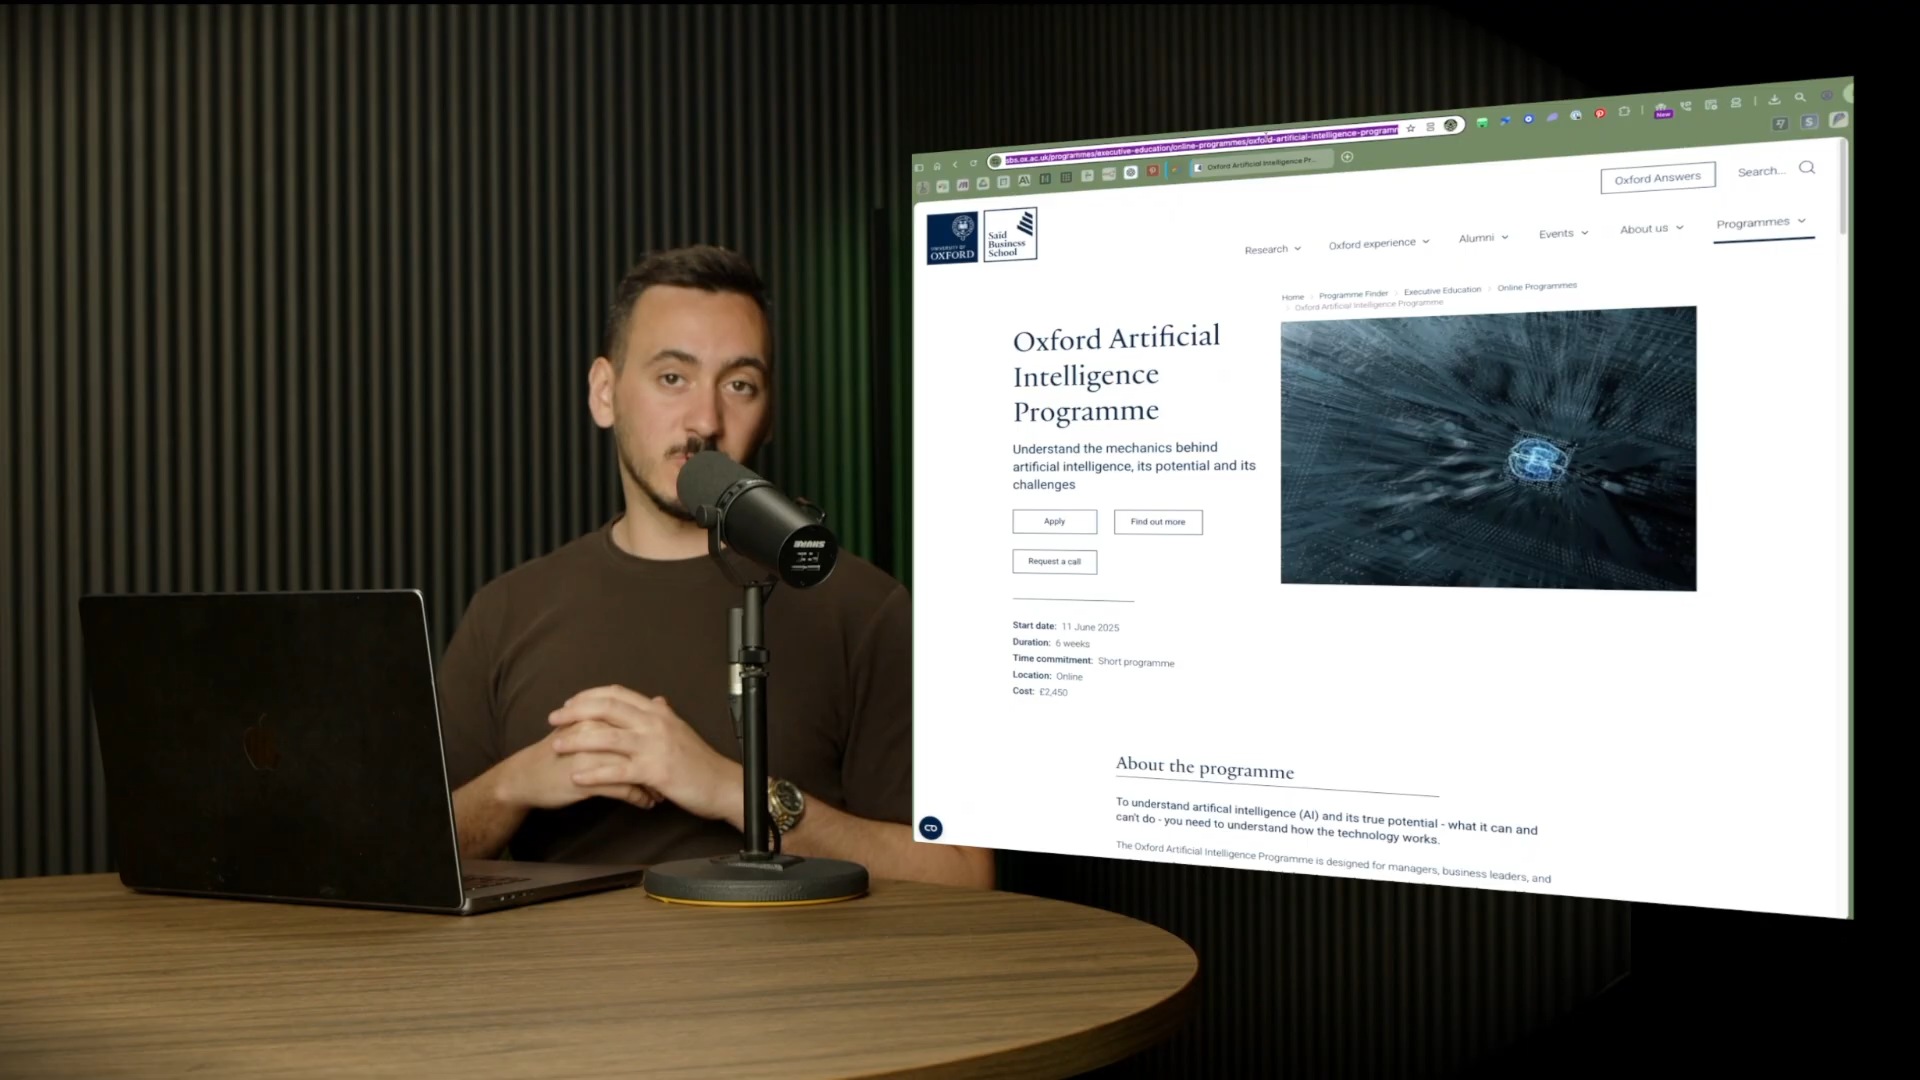 sbs.ox.ac.uk/programmes/executive-education/online-programmes/oxford-artificial-intelligence-programm
New
Oxford Artificial Intelligence Pr...
Oxford Answers
Search...
UNIVERSITY OF
OXFORD
Saïd
Business
School
Research
Oxford experience
Alumni
Events
About us
Programmes
Home
Programme Finder
Executive Education
Online Programmes
Oxford Artificial Intelligence Programme
Oxford Artificial
Intelligence
Programme
Understand the mechanics behind
artificial intelligence, its potential and its
challenges
Apply
Find out more
Request a call
Start date: 11 June 2025
Duration: 6 weeks
Time commitment: Short programme
Location: Online
Cost: £2,450
About the programme
To understand artifical intelligence (AI) and its true potential - what it can and
can't do - you need to understand how the technology works.
The Oxford Artificial Intelligence Programme is designed for managers, business leaders, and